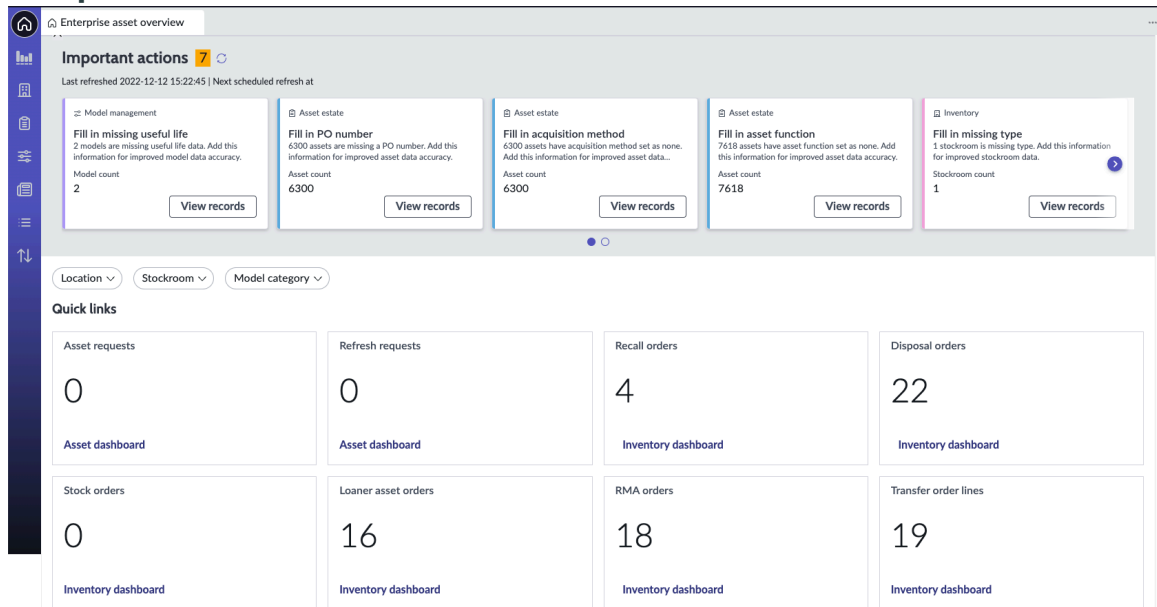 Enterprise asset overview
Important actions 7
Last refreshed 2022-12-12 15:22:45 | Next scheduled refresh at
Model management
Fill in missing useful life
2 models are missing useful life data. Add this
information for improved model data accuracy.
Model count
2
View records
Asset estate
Fill in PO number
6300 assets are missing a PO number. Add this
information for improved asset data accuracy.
Asset count
6300
View records
Asset estate
Fill in acquisition method
6300 assets have acquisition method set as none.
Add this information for improved asset data...
Asset count
6300
View records
Asset estate
Fill in asset function
7618 assets have asset function set as none. Add
this information for improved asset data accuracy.
Asset count
7618
View records
Inventory
Fill in missing type
1 stockroom is missing type. Add this information
for improved stockroom data.
Stockroom count
1
View records
Location
Stockroom
Model category
Quick links
Asset requests
0
Asset dashboard
Refresh requests
0
Asset dashboard
Recall orders
4
Inventory dashboard
Disposal orders
22
Inventory dashboard
Stock orders
0
Inventory dashboard
Loaner asset orders
16
Inventory dashboard
RMA orders
18
Inventory dashboard
Transfer order lines
19
Inventory dashboard